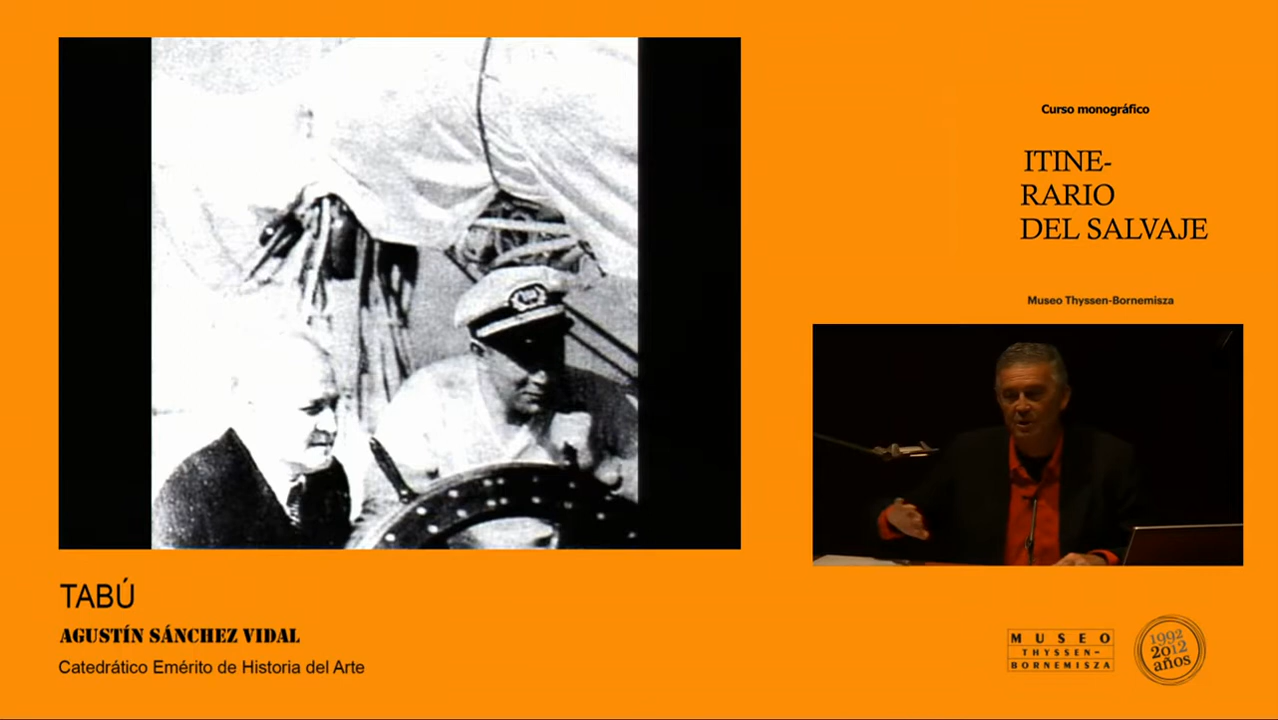 Curso monográfico
ITINE-
RARIO
DEL SALVAJE
Museo Thyssen-Bornemisza
TABÚ
AGUSTÍN SÁNCHEZ VIDAL
Catedrático Emérito de Historia del Arte
MUSEO
THYSSEN-
BORNEMISZA
1992
2012
años